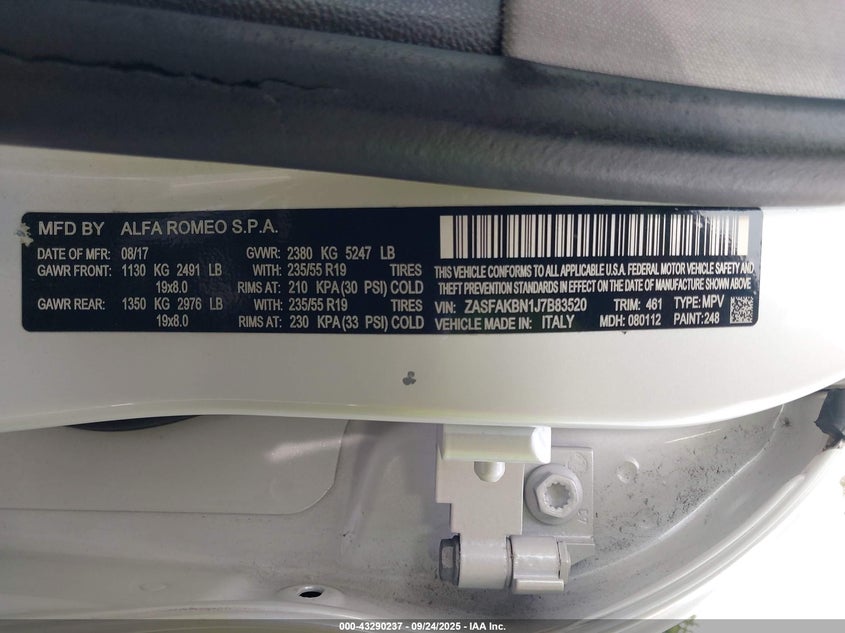 MFD BY ALFA ROMEO S.P.A.
DATE OF MFR: 08/17 GVWR: 2380 KG 5247 LB
GAWR FRONT: 1130 KG 2491 LB WITH: 235/55 R19 TIRES
19x8.0 RIMS AT: 210 KPA (30 PSI) COLD
GAWR REAR: 1350 KG 2976 LB WITH: 235/55 R19 TIRES
19x8.0 RIMS AT: 230 KPA (33 PSI) COLD
THIS VEHICLE CONFORMS TO ALL APPLICABLE U.S.A. FEDERAL MOTOR VEHICLE SAFETY AND
THEFT PREVENTION STANDARDS IN EFFECT ON THE DATE OF MANUFACTURE SHOWN ABOVE.
VIN: ZASFAKBN1J7B83520 TRIM: 461 TYPE: MPV
VEHICLE MADE IN: ITALY MDH: 080112 PAINT: 248
000-43290237 - 09/24/2025 - IAA Inc.